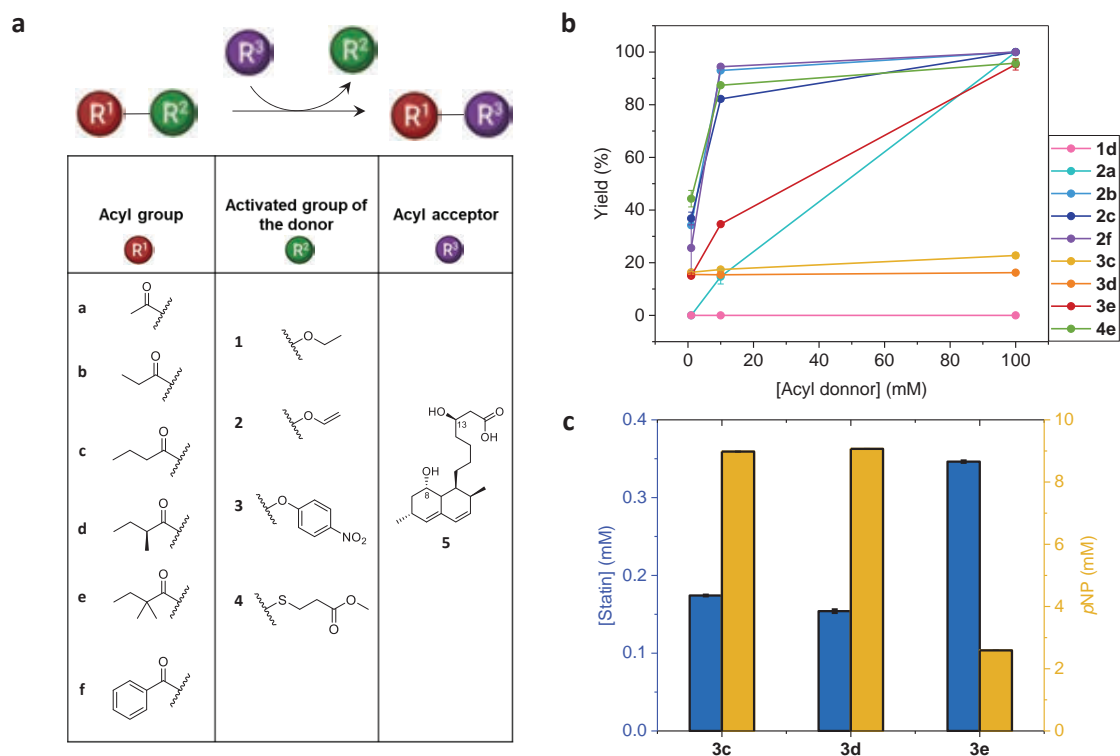 a
R³
R²
R¹
R²
R¹
R³
Acyl group
R¹
Activated group of
the donor
R²
Acyl acceptor
R³
a
O
b
O
c
O
d
O
e
O
f
O
1
O
2
O
3
O
NO₂
4
S
O
O
HO
O
13
OH
OH
8
5
b
Yield (%)
100
80
60
40
20
0
0
20
40
60
80
100
[Acyl donnor] (mM)
1d
2a
2b
2c
2f
3c
3d
3e
4e
c
[Statin] (mM)
0.4
0.3
0.2
0.1
0.0
10
8
6
4
2
0
pNP (mM)
3c
3d
3e